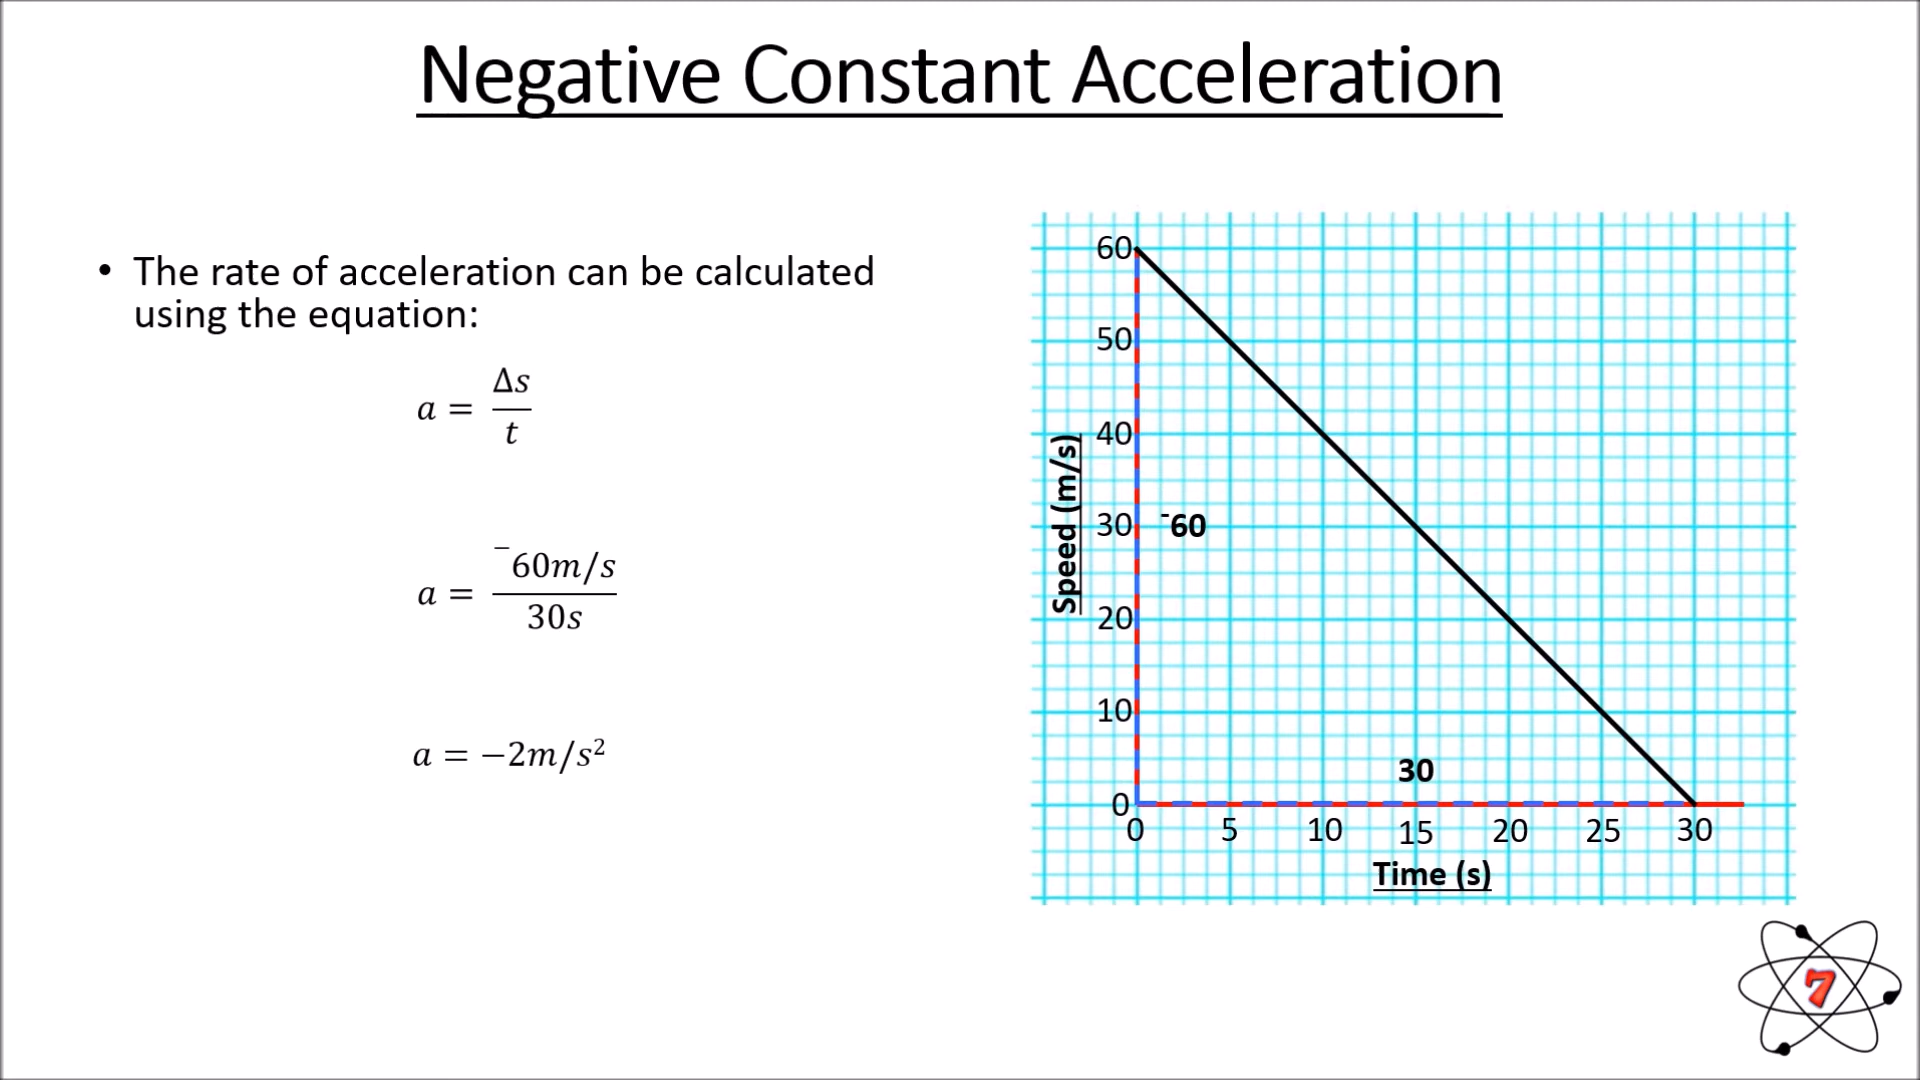 Negative Constant Acceleration
• The rate of acceleration can be calculated
using the equation:
a = Δs/t
a = ⁻60m/s/30s
a = −2m/s²
60
50
40
30
20
10
0
Speed (m/s)
⁻60
30
0 5 10 15 20 25 30
Time (s)
7